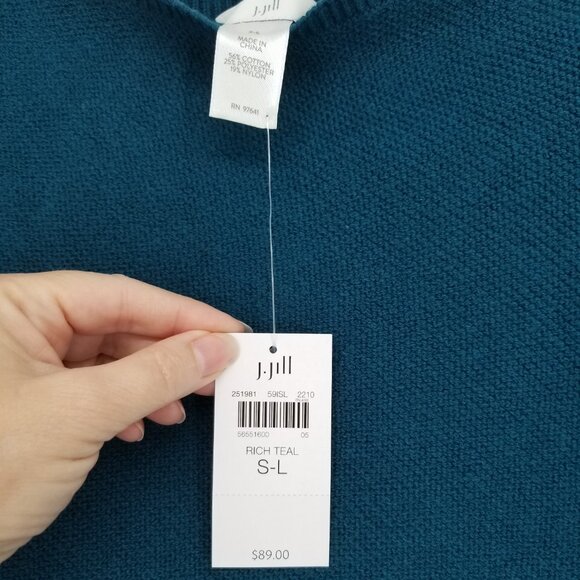 J.Jill
MADE IN
CHINA
56% COTTON
25% POLYESTER
19% NYLON
RN 97641
J.Jill
251981 59ISL 2210
56551600 05
RICH TEAL
S-L
$89.00